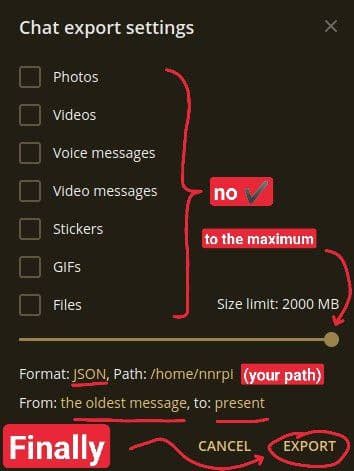 Chat export settings
Photos
Videos
Voice messages
Video messages
no ✔
Stickers
to the maximum
GIFs
Files
Size limit: 2000 MB
Format: JSON, Path: /home/nnrpi (your path)
From: the oldest message, to: present
Finally
CANCEL EXPORT